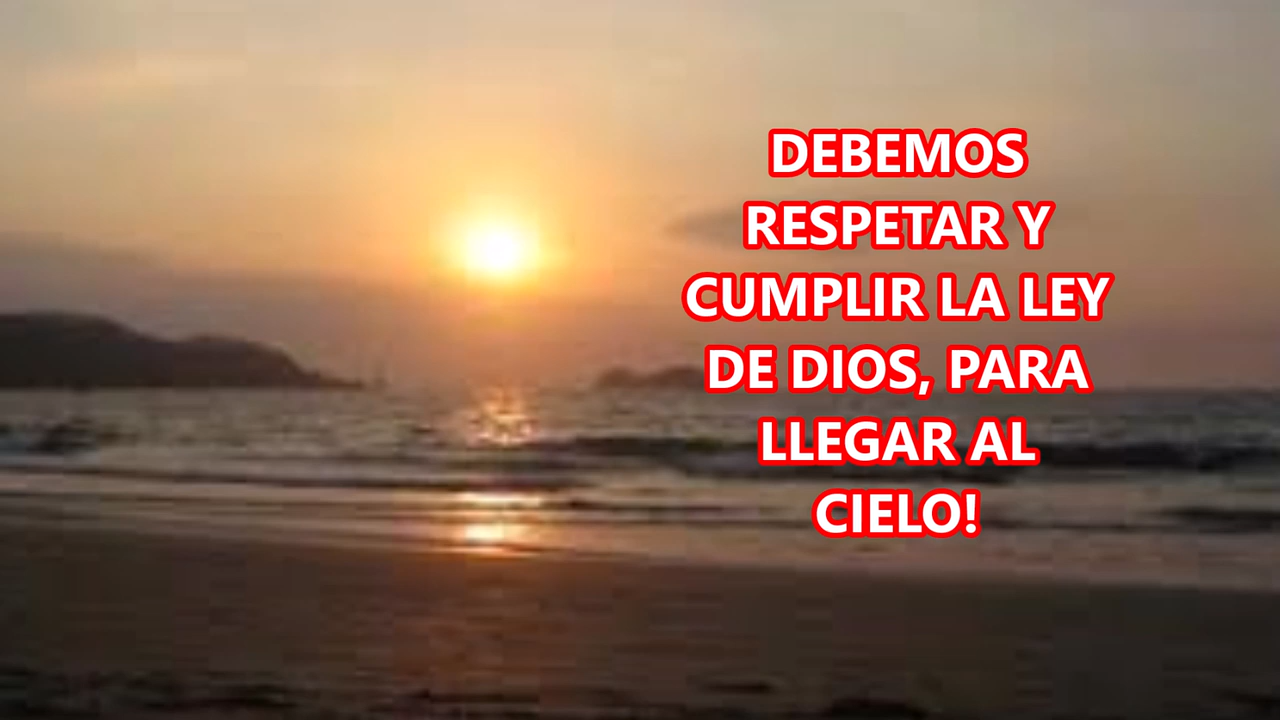 DEBEMOS
RESPETAR Y
CUMPLIR LA LEY
DE DIOS, PARA
LLEGAR AL
CIELO!